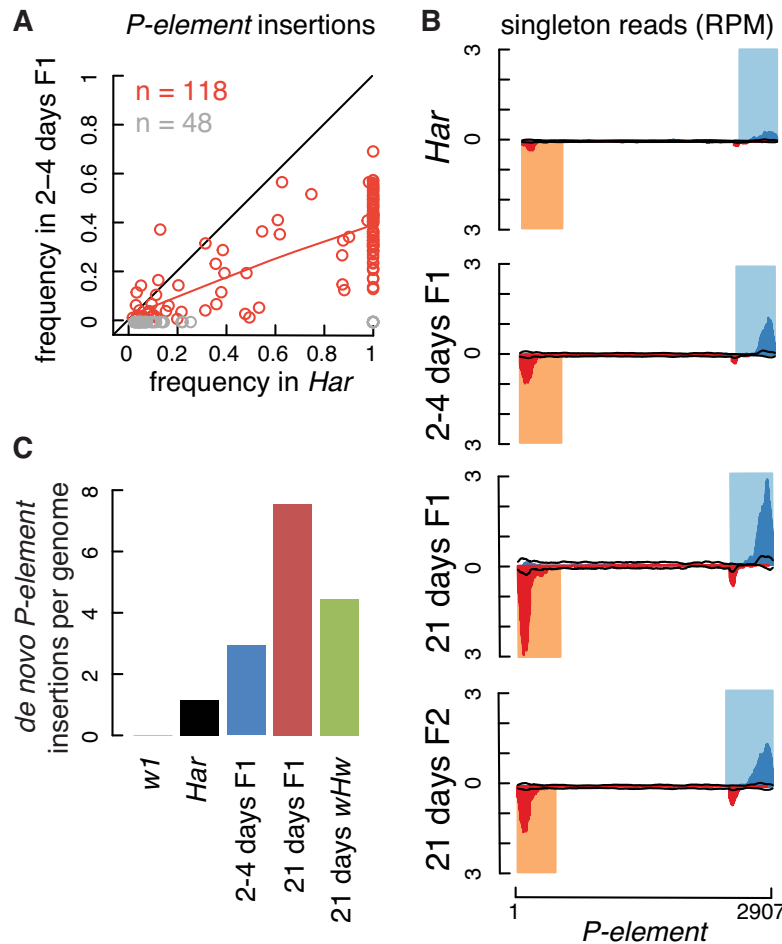 A
P-element insertions
frequency in 2–4 days F1
1
0.8
0.6
0.4
0.2
0
n = 118
n = 48
0
0.2
0.4
0.6
0.8
1
frequency in Har
B
singleton reads (RPM)
Har
3
0
3
2-4 days F1
3
0
3
21 days F1
3
0
3
21 days F2
3
0
3
1
2907
P-element
C
de novo P-element
insertions per genome
8
6
4
2
0
w1
Har
2-4 days F1
21 days F1
21 days wHw